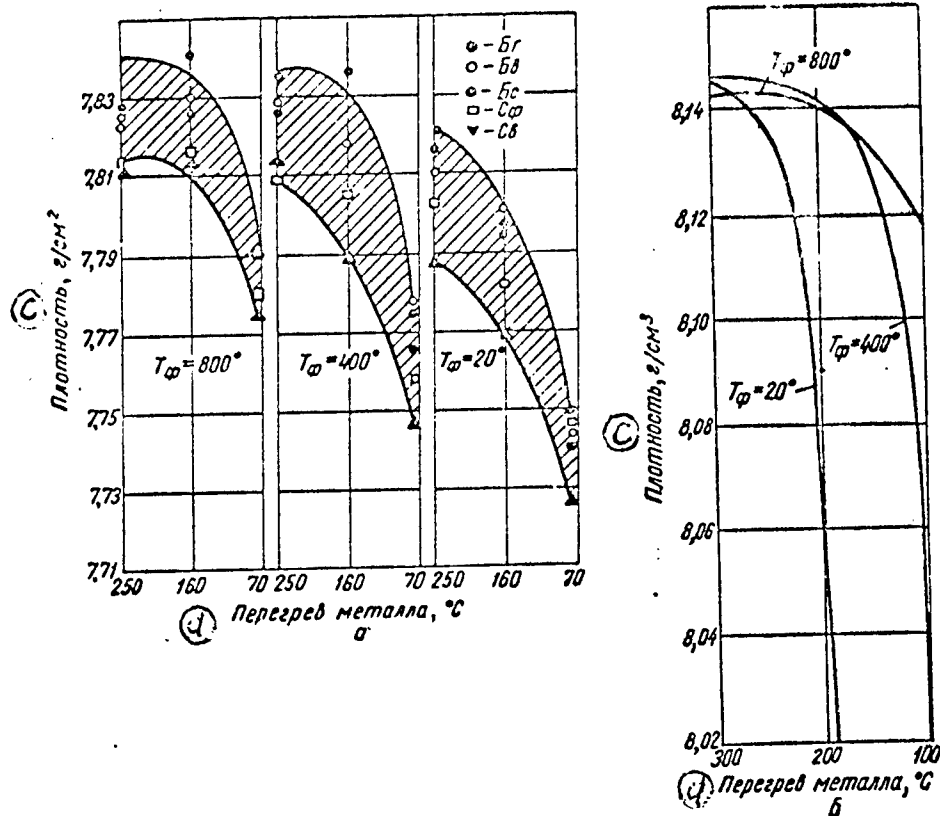 Плотность, г/см²
C
7,83
7,81
7,79
7,77
7,75
7,73
7,71
Tф=800°
Tф=400°
Tф=20°
- Бг
- Бв
- Бс
- Сф
- Св
250 160 70 250 160 70 250 160 70
d Перегрев металла, °С
а
Плотность, г/см³
C
8,14
8,12
8,10
8,08
8,06
8,04
8,02
Tф=800°
Tф=400°
Tф=20°
300 200 100
d Перегрев металла, °С
б